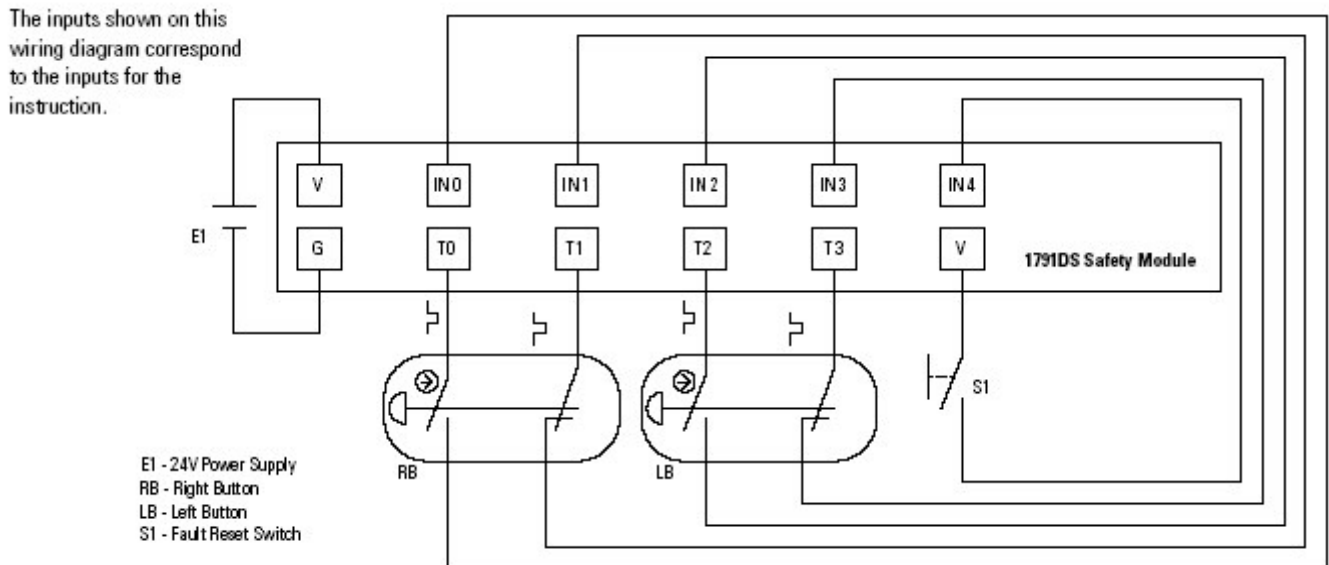 The inputs shown on this
wiring diagram correspond
to the inputs for the
instruction.
V IN0 IN1 IN2 IN3 IN4
E1
G T0 T1 T2 T3 V
1791DS Safety Module
S1
RB LB
E1 - 24V Power Supply
RB - Right Button
LB - Left Button
S1 - Fault Reset Switch